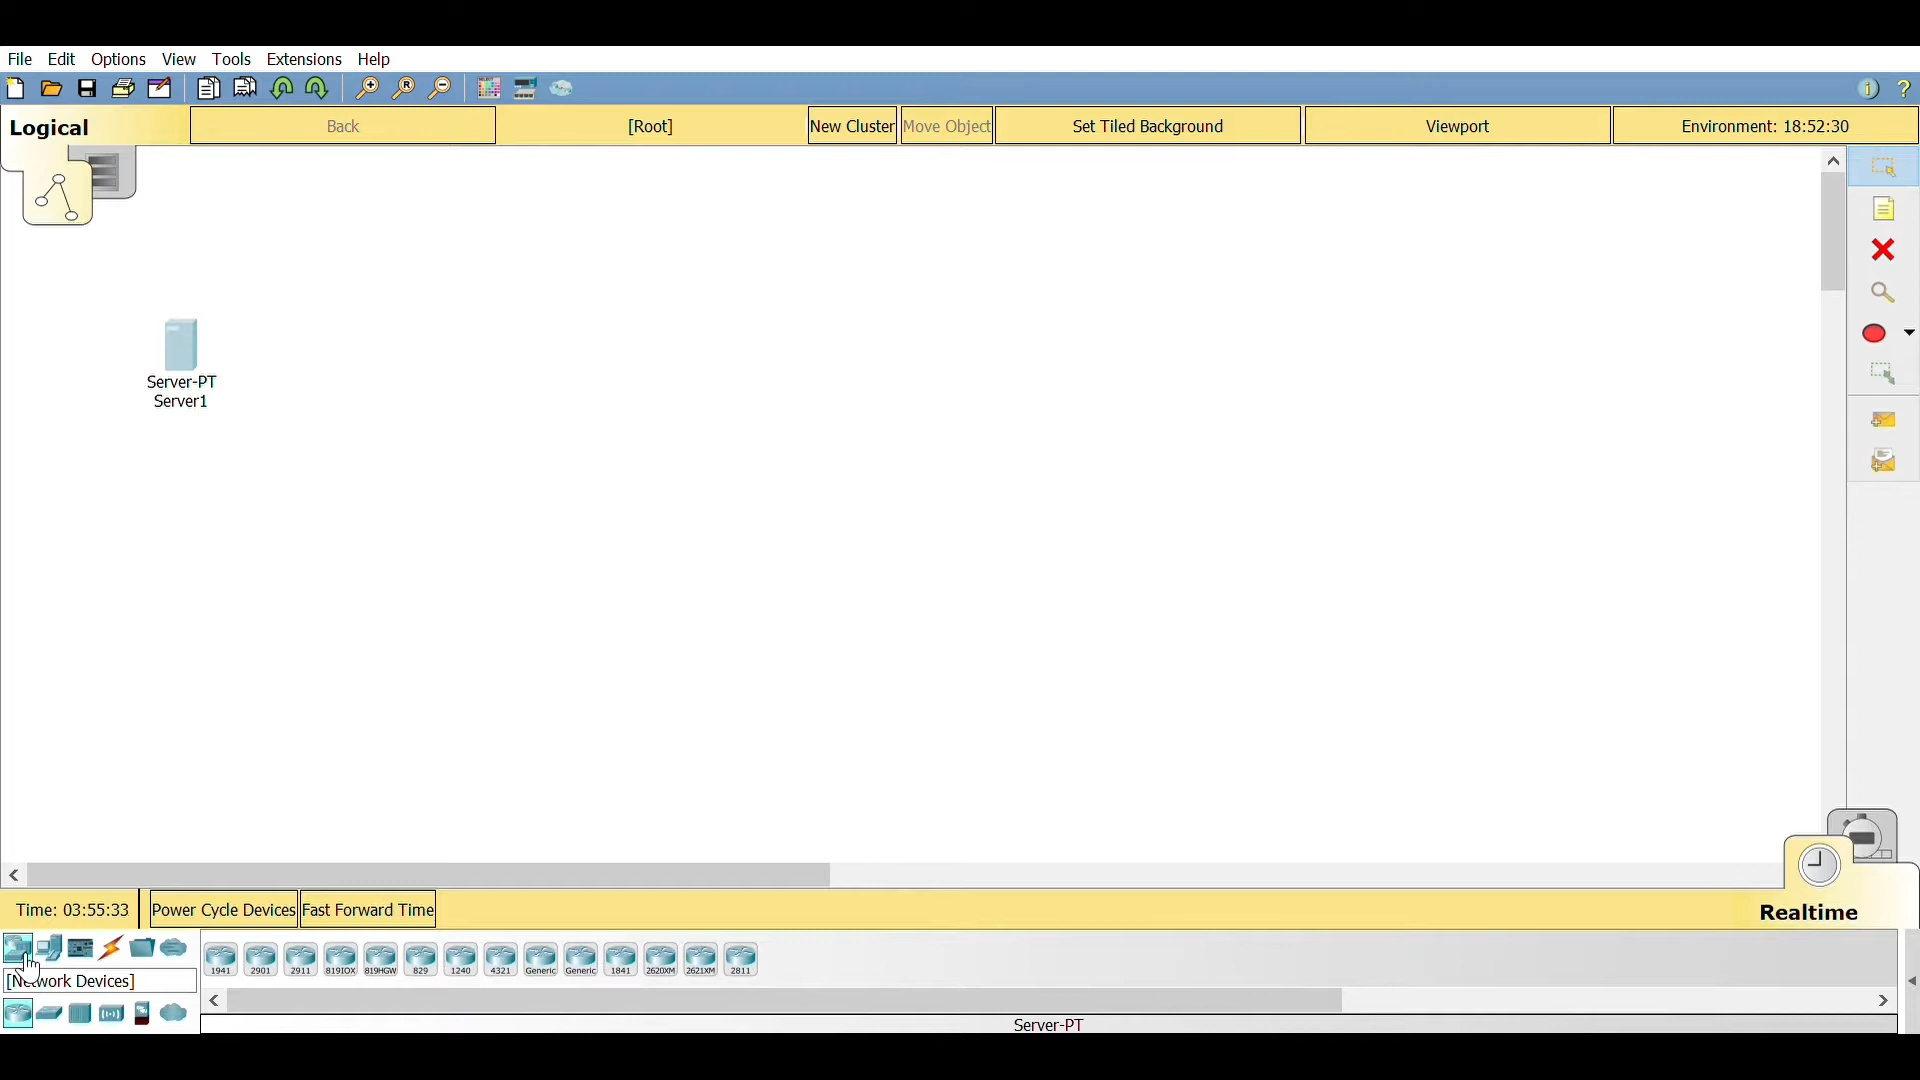 File Edit Options View Tools Extensions Help
Logical Back [Root] New Cluster Move Object Set Tiled Background Viewport Environment: 18:52:30
Server-PT
Server1
Time: 03:55:33 Power Cycle Devices Fast Forward Time
Realtime
1941 2901 2911 819IOX 819HGW 829 1240 4321 Generic Generic 1841 2620XM 2621XM 2811
[Network Devices]
Server-PT